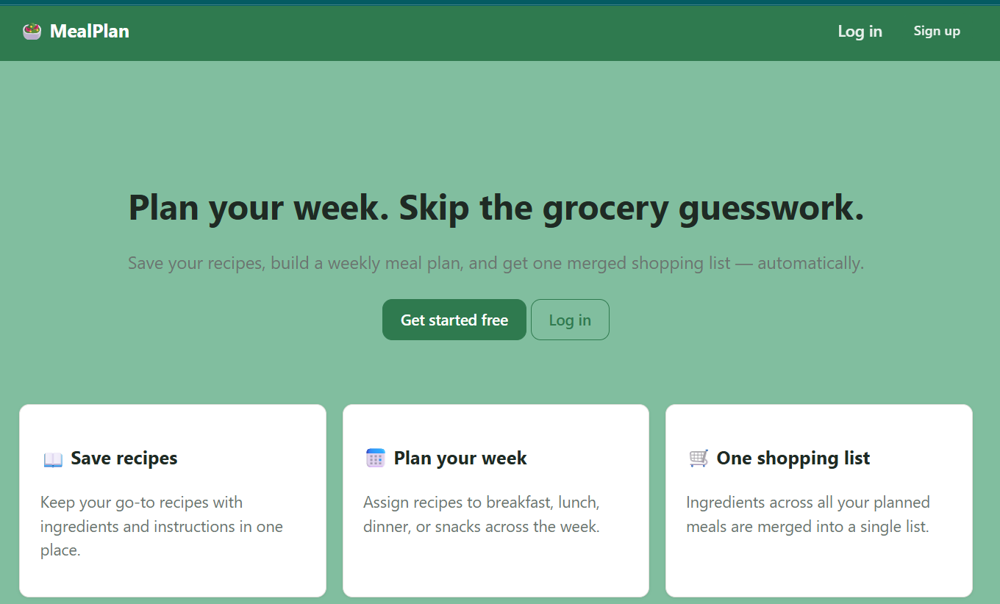 MealPlan
Log in
Sign up
Plan your week. Skip the grocery guesswork.
Save your recipes, build a weekly meal plan, and get one merged shopping list — automatically.
Get started free
Log in
Save recipes
Keep your go-to recipes with
ingredients and instructions in one
place.
Plan your week
Assign recipes to breakfast, lunch,
dinner, or snacks across the week.
One shopping list
Ingredients across all your planned
meals are merged into a single list.